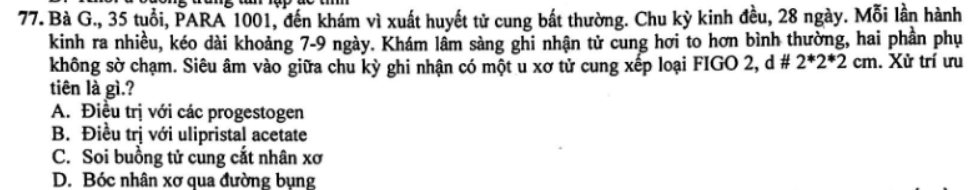 77. Bà G., 35 tuổi, PARA 1001, đến khám vì xuất huyết tử cung bất thường. Chu kỳ kinh đều, 28 ngày. Mỗi lần hành
kinh ra nhiều, kéo dài khoảng 7-9 ngày. Khám lâm sàng ghi nhận tử cung hơi to hơn bình thường, hai phần phụ
không sờ chạm. Siêu âm vào giữa chu kỳ ghi nhận có một u xơ tử cung xếp loại FIGO 2, d # 2*2*2 cm. Xử trí ưu
tiên là gì.?
A. Điều trị với các progestogen
B. Điều trị với ulipristal acetate
C. Soi buồng tử cung cắt nhân xơ
D. Bóc nhân xơ qua đường bụng